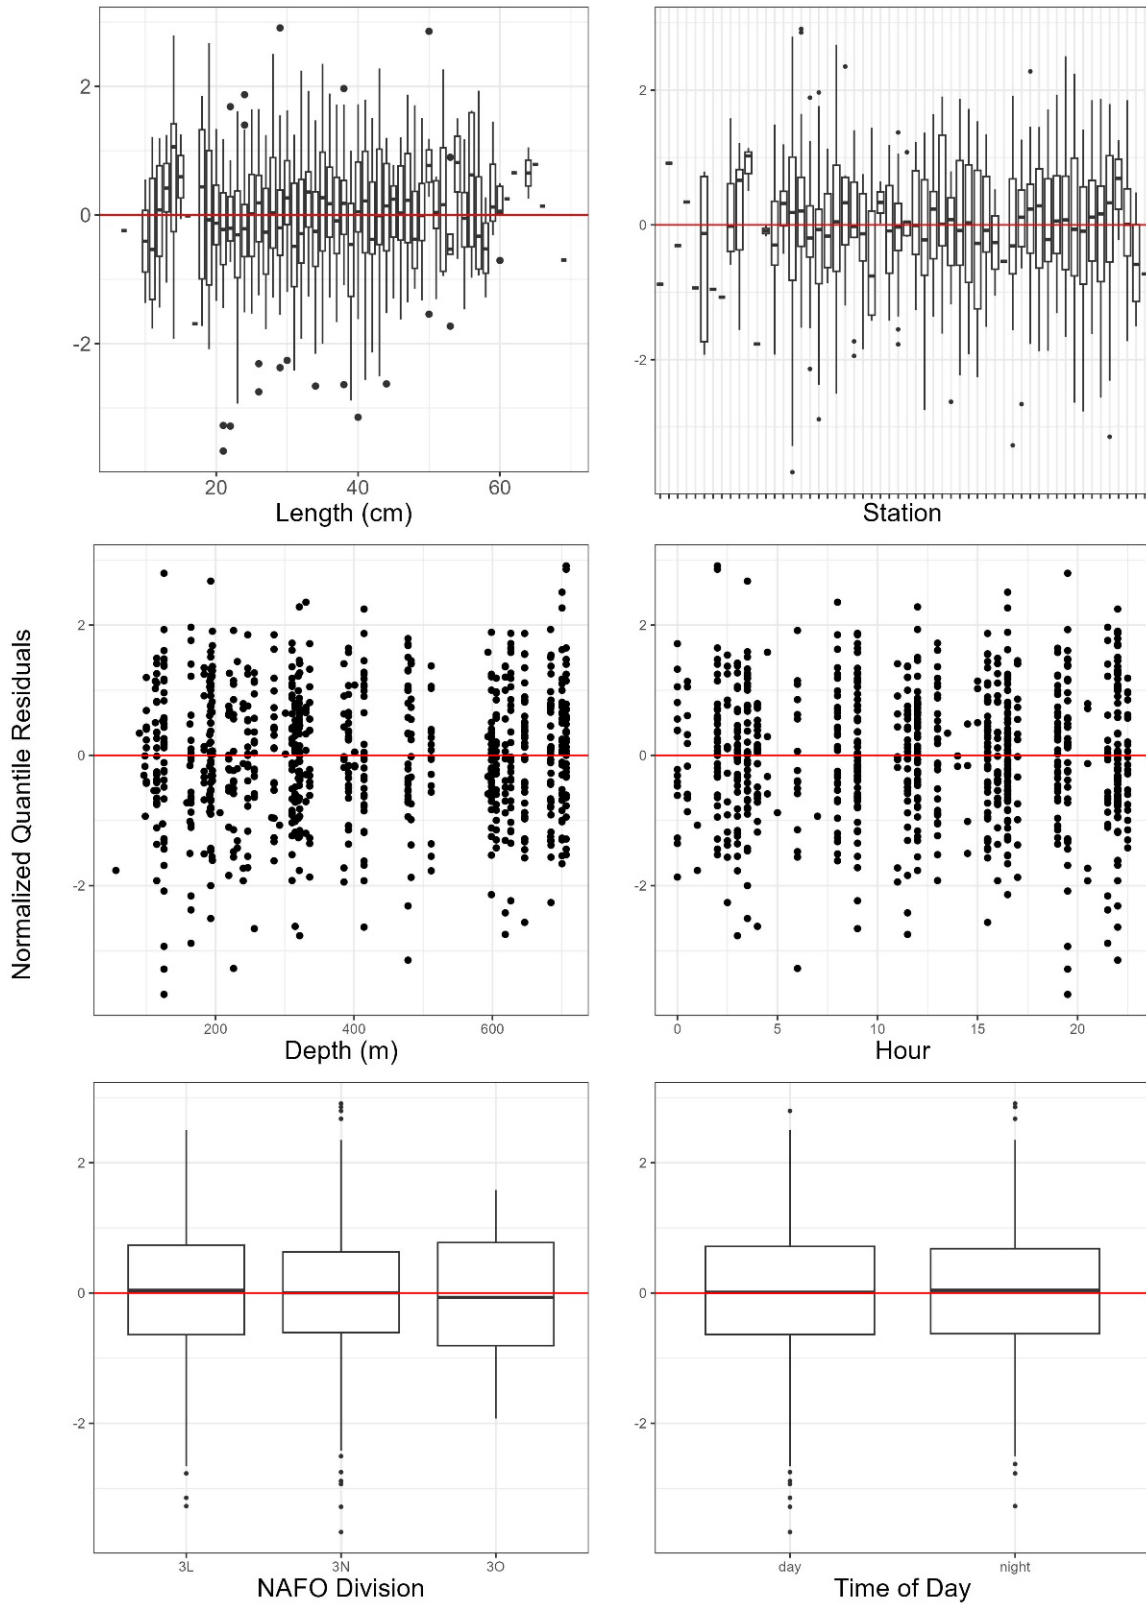 2
0
-2
20 40 60
Length (cm)
2
0
-2
Station
Normalized Quantile Residuals
2
0
-2
200 400 600
Depth (m)
2
0
-2
0 5 10 15 20
Hour
2
0
-2
3L 3N 3O
NAFO Division
2
0
-2
day night
Time of Day